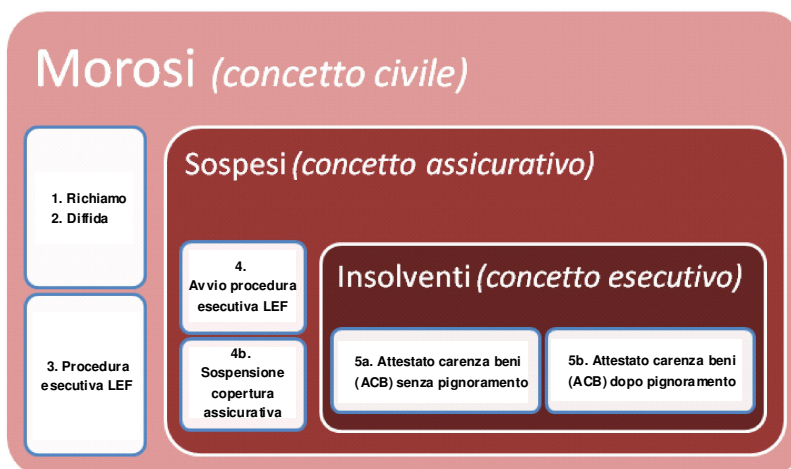 Morosi (concetto civile)
1. Richiamo
2. Diffida
3. Procedura
esecutiva LEF
Sospesi (concetto assicurativo)
4.
Avvio procedura
esecutiva LEF
4b.
Sospensione
copertura
assicurativa
Insolventi (concetto esecutivo)
5a. Attestato carenza beni
(ACB) senza pignoramento
5b. Attestato carenza beni
(ACB) dopo pignoramento